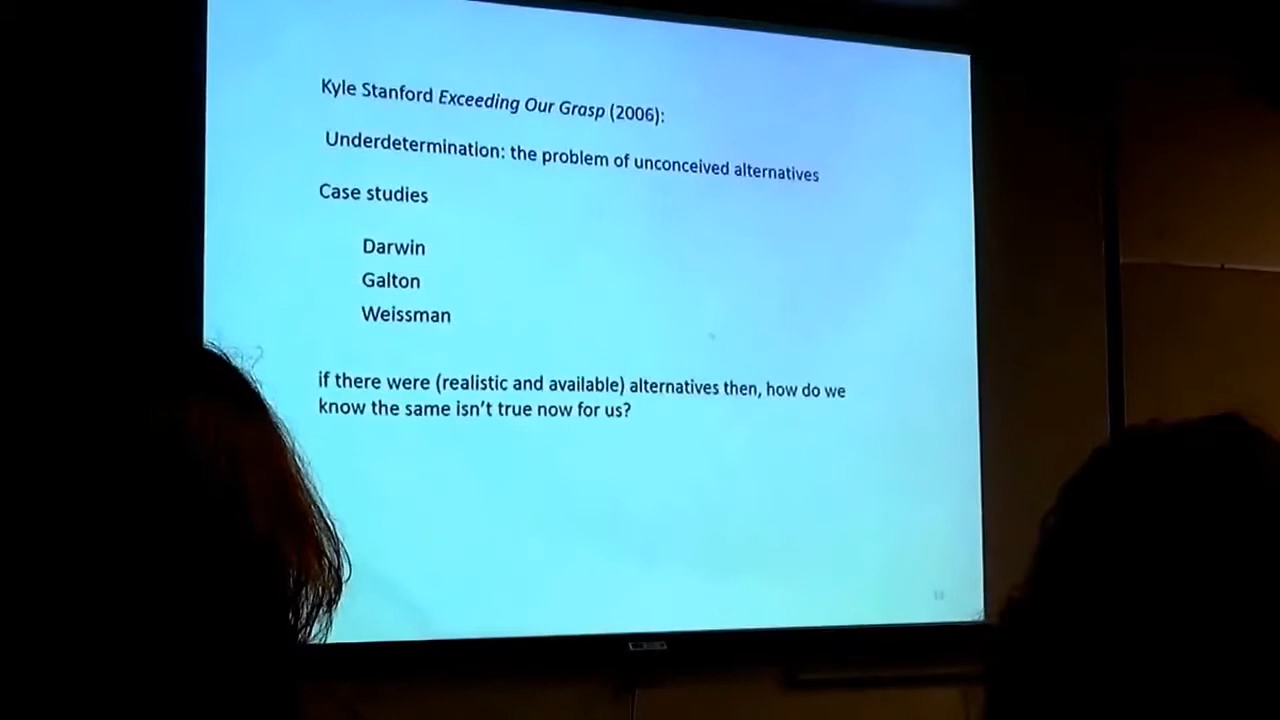 Kyle Stanford Exceeding Our Grasp (2006):
Underdetermination: the problem of unconceived alternatives
Case studies
Darwin
Galton
Weissman
if there were (realistic and available) alternatives then, how do we
know the same isn't true now for us?